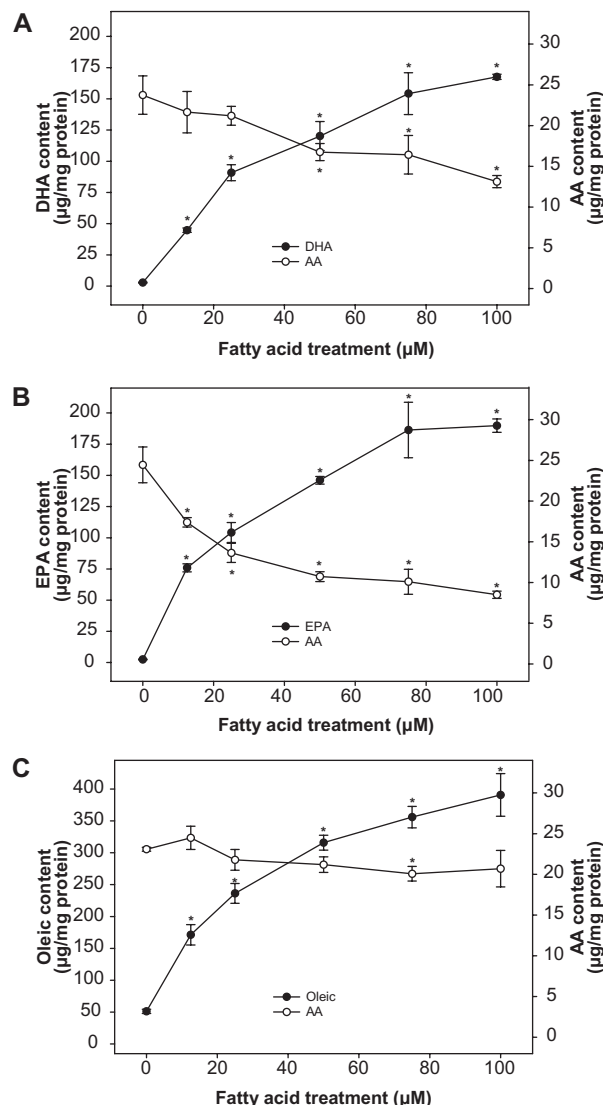 A
200
175
150
125
100
75
50
25
0
DHA content
(µg/mg protein)
30
25
20
15
10
5
0
AA content
(µg/mg protein)
* * * * * * * *
DHA
AA
0 20 40 60 80 100
Fatty acid treatment (µM)
B
200
175
150
125
100
75
50
25
0
EPA content
(µg/mg protein)
30
25
20
15
10
5
0
AA content
(µg/mg protein)
* * * * * * * * * *
EPA
AA
0 20 40 60 80 100
Fatty acid treatment (µM)
C
400
350
300
250
200
150
100
50
0
Oleic content
(µg/mg protein)
30
25
20
15
10
5
0
AA content
(µg/mg protein)
* * * * * *
Oleic
AA
0 20 40 60 80 100
Fatty acid treatment (µM)